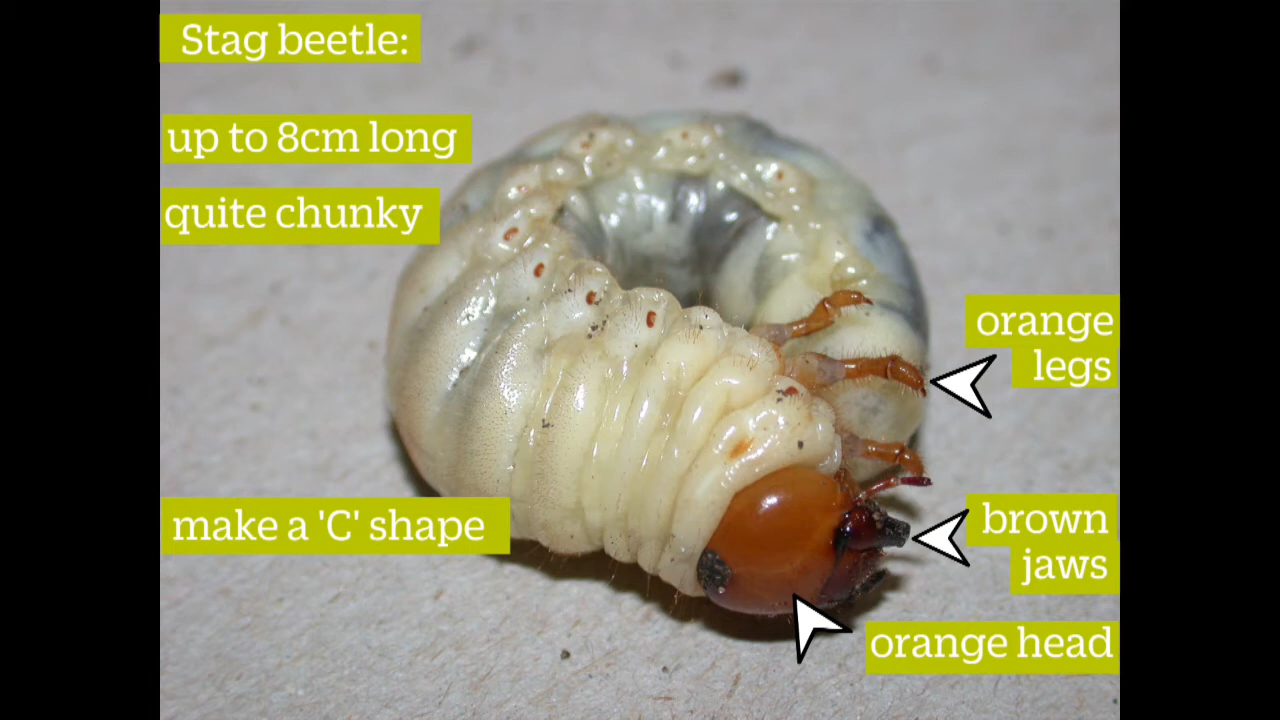 Stag beetle:
up to 8cm long
quite chunky
orange
legs
make a 'C' shape
brown
jaws
orange head